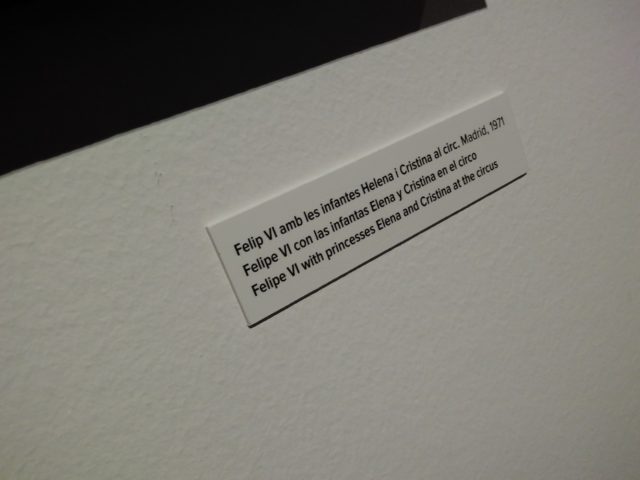 Felip VI amb les infantes Helena i Cristina al circ. Madrid, 1971
Felipe VI con las infantas Elena y Cristina en el circo
Felipe VI with princesses Elena and Cristina at the circus